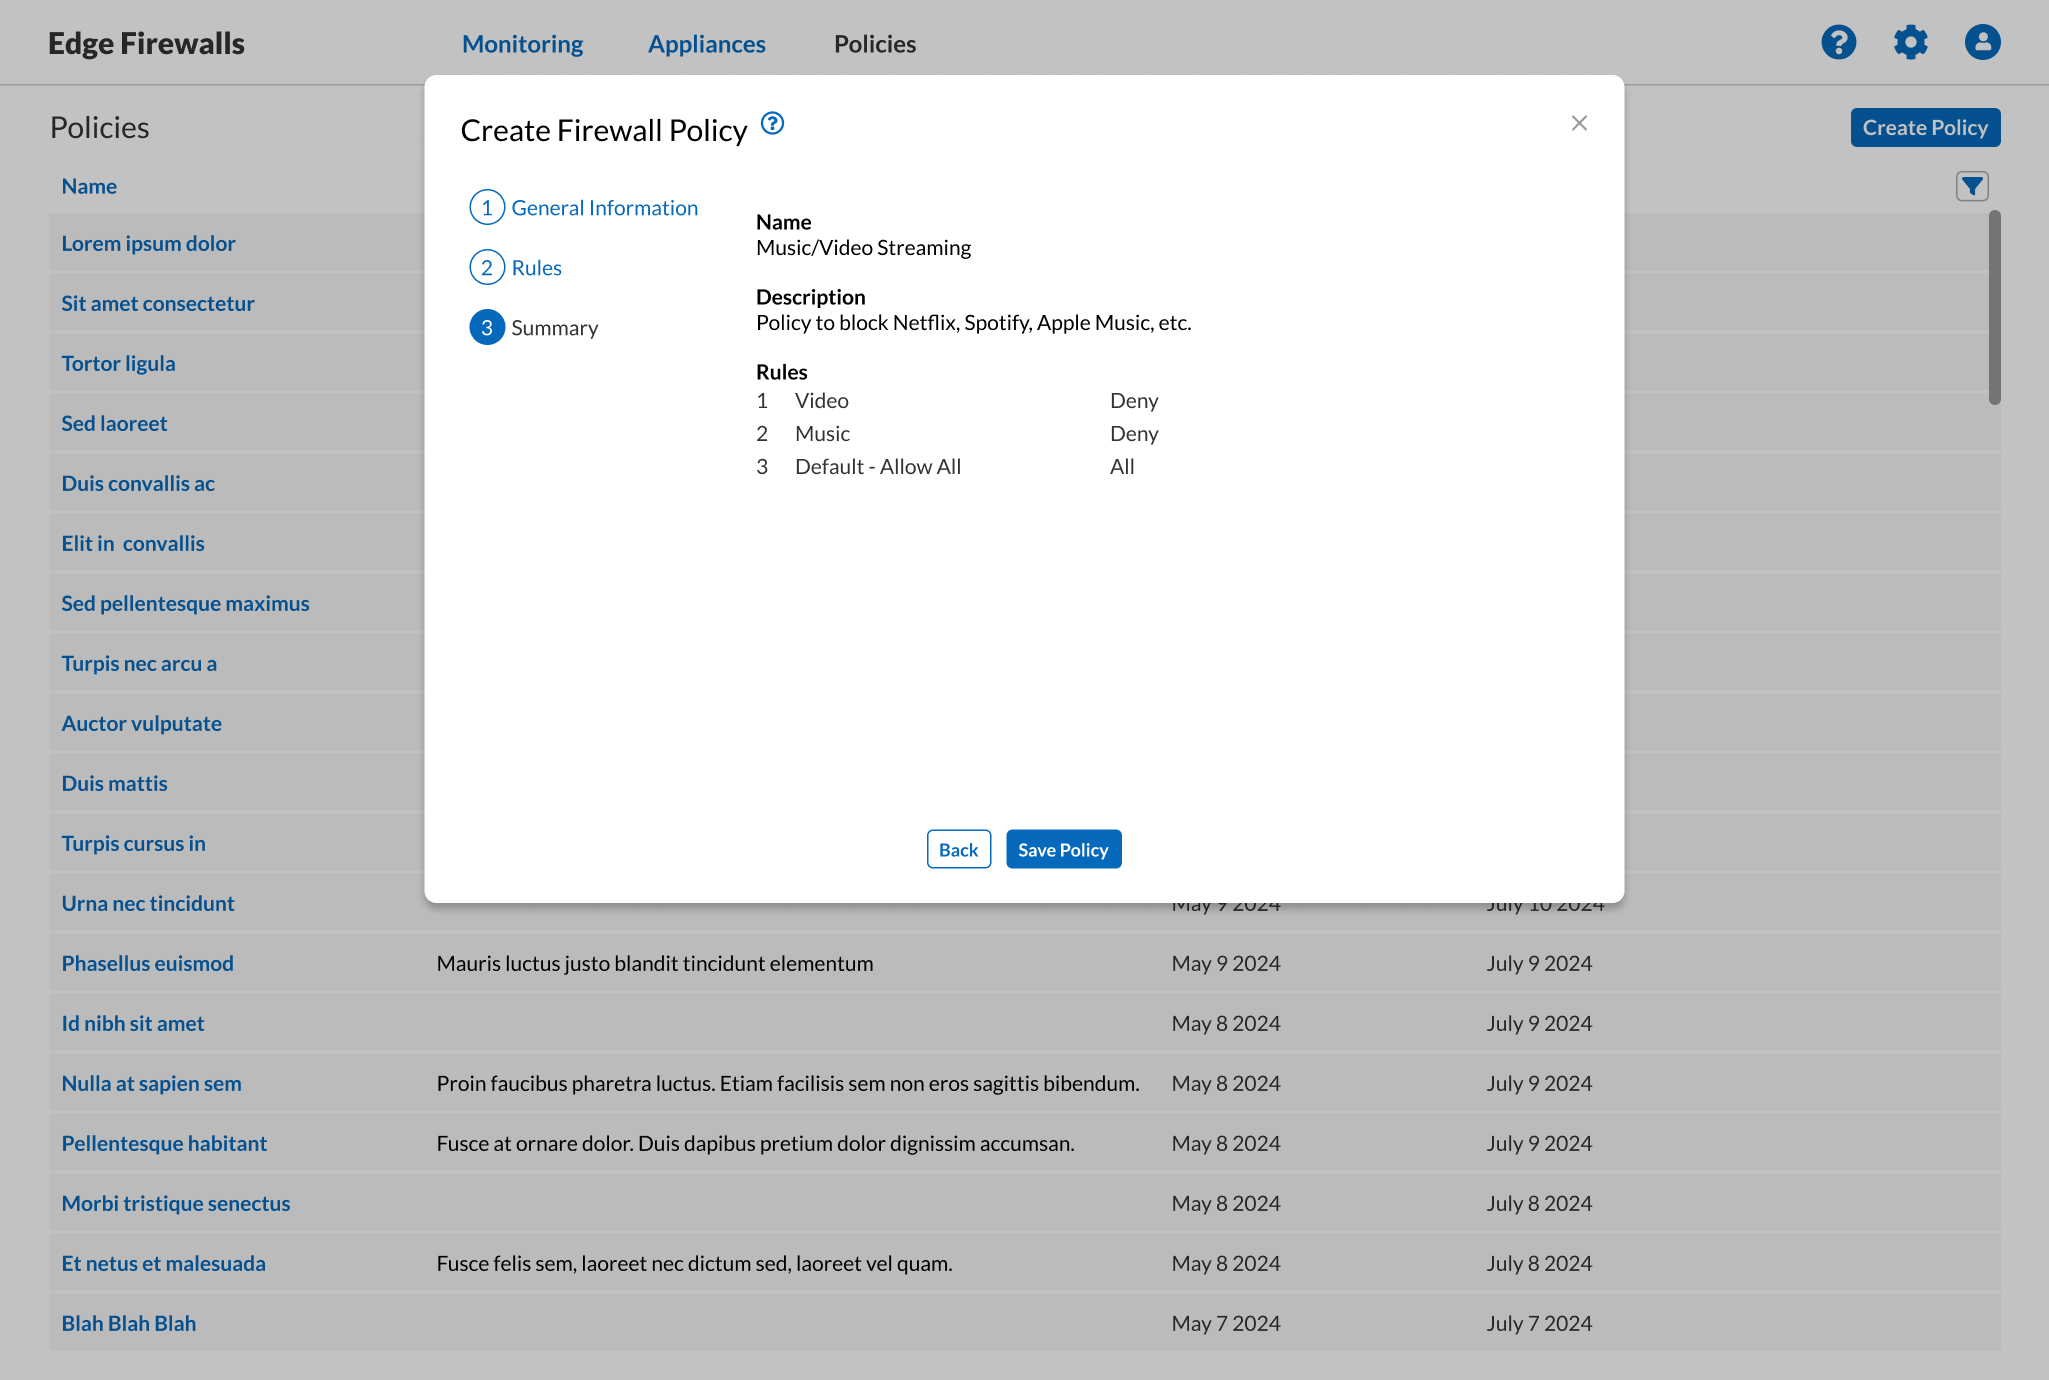 Edge Firewalls
Monitoring
Appliances
Policies
Policies
Create Policy
Name
Create Firewall Policy
1 General Information
2 Rules
3 Summary
Name
Music/Video Streaming
Description
Policy to block Netflix, Spotify, Apple Music, etc.
Rules
1 Video Deny
2 Music Deny
3 Default - Allow All All
Back
Save Policy
Lorem ipsum dolor
Sit amet consectetur
Tortor ligula
Sed laoreet
Duis convallis ac
Elit in convallis
Sed pellentesque maximus
Turpis nec arcu a
Auctor vulputate
Duis mattis
Turpis cursus in
Urna nec tincidunt May 9 2024 July 10 2024
Phasellus euismod Mauris luctus justo blandit tincidunt elementum May 9 2024 July 9 2024
Id nibh sit amet May 8 2024 July 9 2024
Nulla at sapien sem Proin faucibus pharetra luctus. Etiam facilisis sem non eros sagittis bibendum. May 8 2024 July 9 2024
Pellentesque habitant Fusce at ornare dolor. Duis dapibus pretium dolor dignissim accumsan. May 8 2024 July 9 2024
Morbi tristique senectus May 8 2024 July 8 2024
Et netus et malesuada Fusce felis sem, laoreet nec dictum sed, laoreet vel quam. May 8 2024 July 8 2024
Blah Blah Blah May 7 2024 July 7 2024